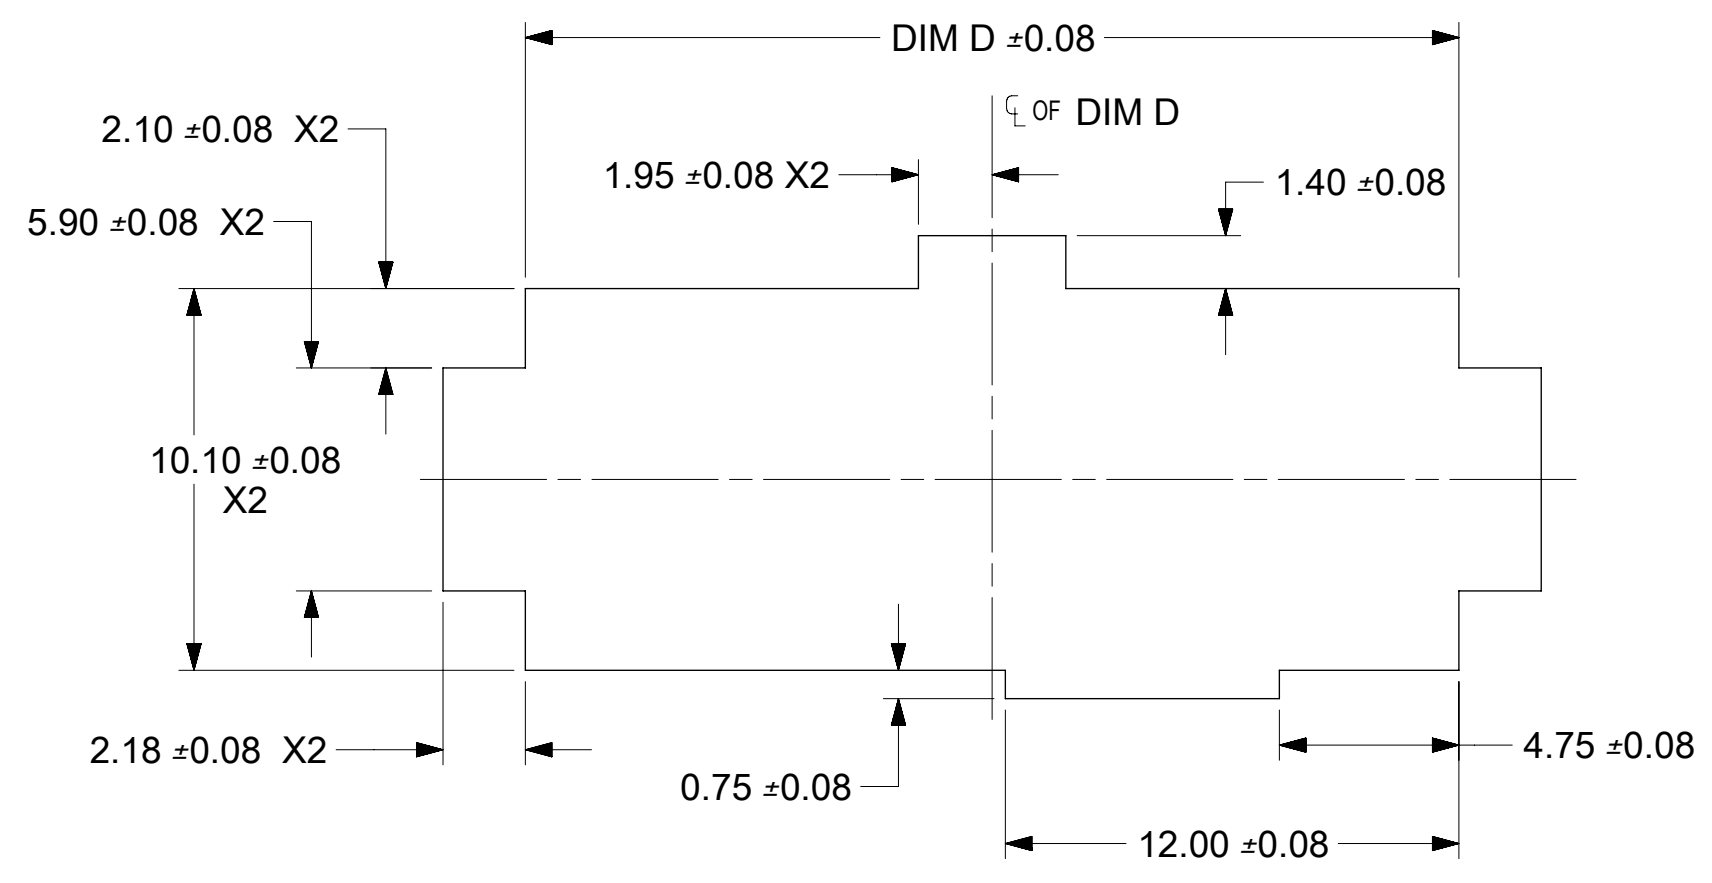 DIM D ±0.08
℄ OF DIM D
2.10 ±0.08 X2
1.95 ±0.08 X2
1.40 ±0.08
5.90 ±0.08 X2
10.10 ±0.08
X2
2.18 ±0.08 X2
4.75 ±0.08
0.75 ±0.08
12.00 ±0.08